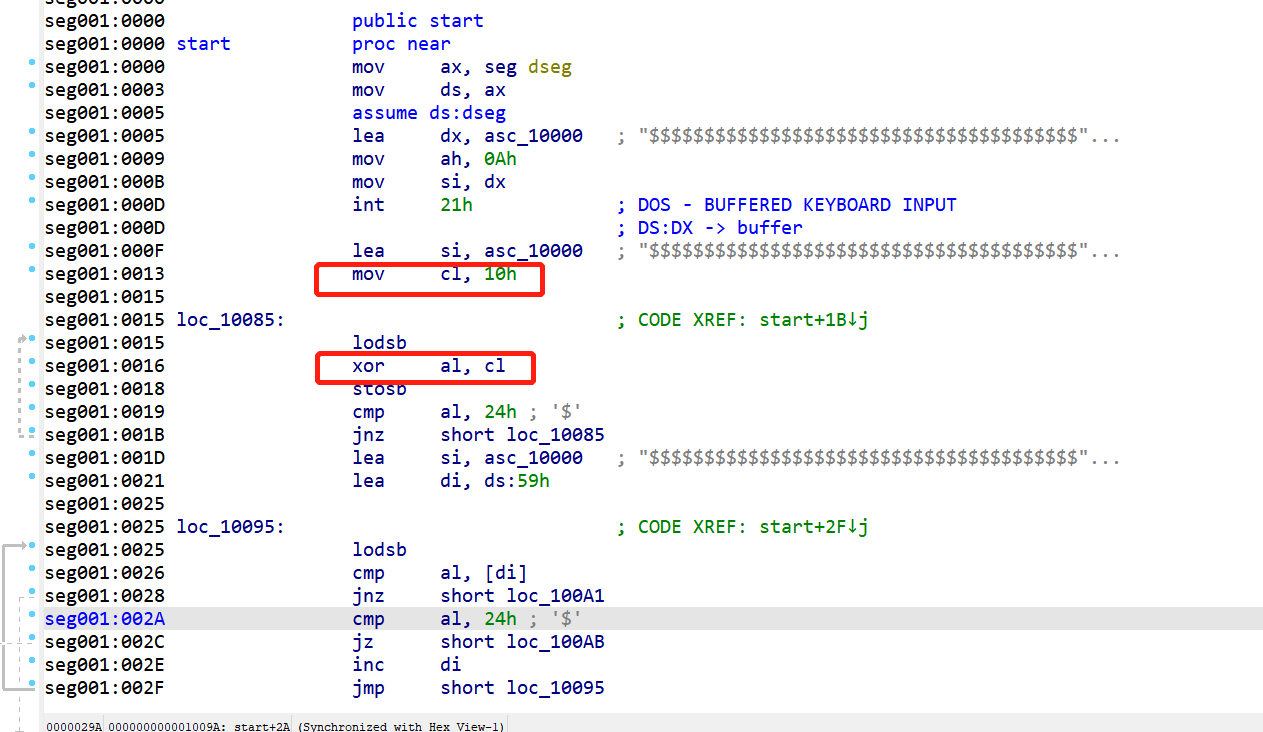 seg001:0000
seg001:0000 public start
seg001:0000 start proc near
seg001:0000 mov ax, seg dseg
seg001:0003 mov ds, ax
seg001:0005 assume ds:dseg
seg001:0005 lea dx, asc_10000 ; "$$$$$$$$$$$$$$$$$$$$$$$$$$$$$$$$$$$$$$$"...
seg001:0009 mov ah, 0Ah
seg001:000B mov si, dx
seg001:000D int 21h ; DOS - BUFFERED KEYBOARD INPUT
seg001:000D ; DS:DX -> buffer
seg001:000F lea si, asc_10000 ; "$$$$$$$$$$$$$$$$$$$$$$$$$$$$$$$$$$$$$$$"...
seg001:0013 mov cl, 10h
seg001:0015
seg001:0015 loc_10085: ; CODE XREF: start+1B↓j
seg001:0015 lodsb
seg001:0016 xor al, cl
seg001:0018 stosb
seg001:0019 cmp al, 24h ; '$'
seg001:001B jnz short loc_10085
seg001:001D lea si, asc_10000 ; "$$$$$$$$$$$$$$$$$$$$$$$$$$$$$$$$$$$$$$$"...
seg001:0021 lea di, ds:59h
seg001:0025
seg001:0025 loc_10095: ; CODE XREF: start+2F↓j
seg001:0025 lodsb
seg001:0026 cmp al, [di]
seg001:0028 jnz short loc_100A1
seg001:002A cmp al, 24h ; '$'
seg001:002C jz short loc_100AB
seg001:002E inc di
seg001:002F jmp short loc_10095
0000029A 000000000001009A: start+2A (Synchronized with Hex View-1)